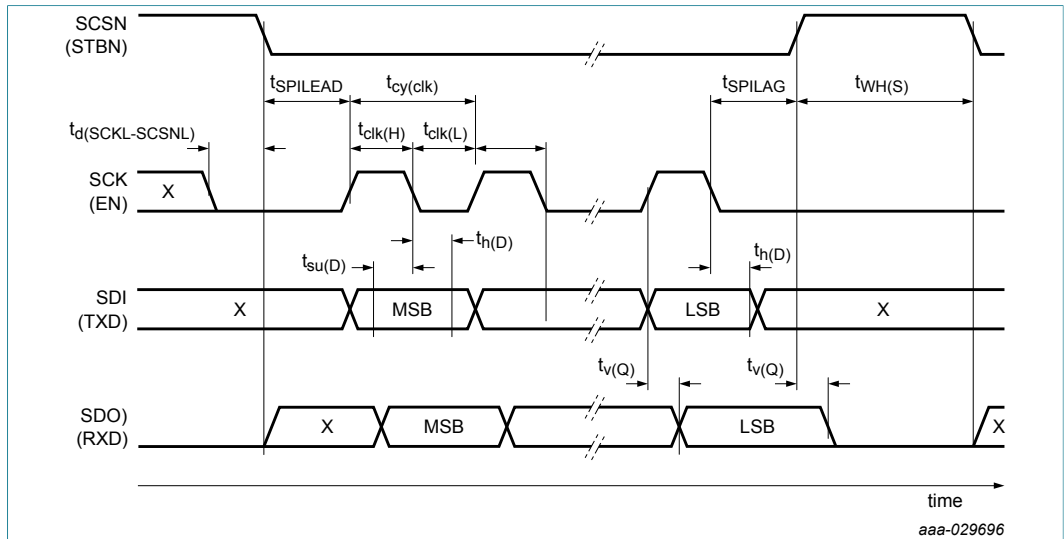 SCSN
(STBN)
tSPILEAD
tcy(clk)
tSPILAG
tWH(S)
td(SCKL-SCSNL)
tclk(H)
tclk(L)
SCK
(EN)
X
tsu(D)
th(D)
th(D)
SDI
(TXD)
X
MSB
LSB
X
tv(Q)
tv(Q)
SDO)
(RXD)
X
MSB
LSB
X
time
aaa-029696